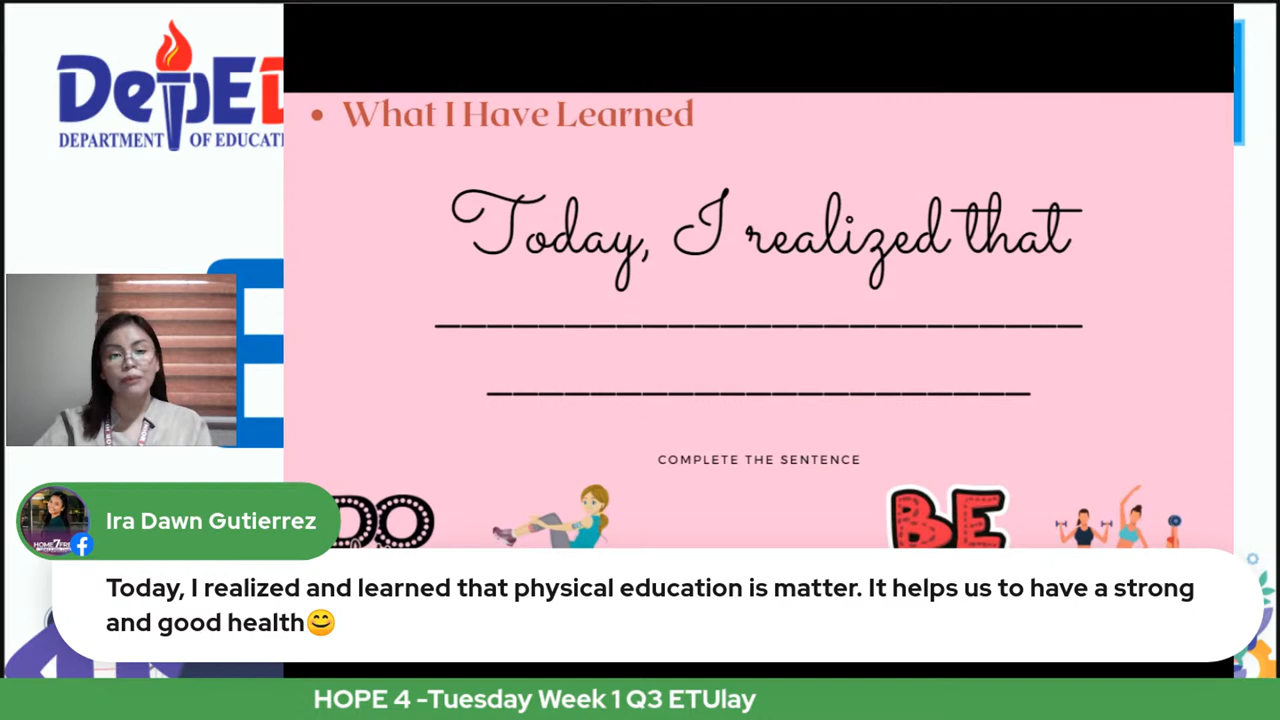 DepED
DEPARTMENT OF EDUCATI
• What I Have Learned
Today, I realized that
COMPLETE THE SENTENCE
DO
BE
Ira Dawn Gutierrez
Today, I realized and learned that physical education is matter. It helps us to have a strong
and good health😊
HOPE 4 -Tuesday Week 1 Q3 ETUlay